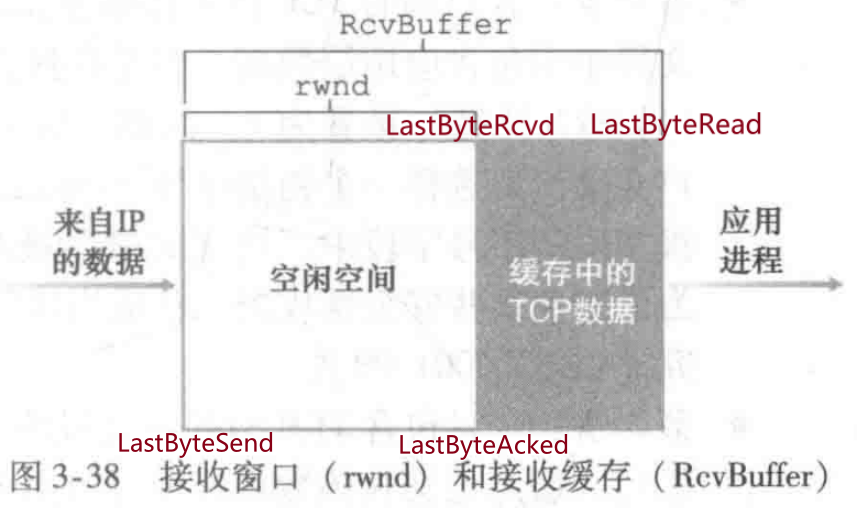 RcvBuffer
rwnd
LastByteRcvd LastByteRead
来自IP
的数据
空闲空间
缓存中的
TCP数据
应用
进程
LastByteSend LastByteAcked
图 3-38 接收窗口（rwnd）和接收缓存（RcvBuffer）